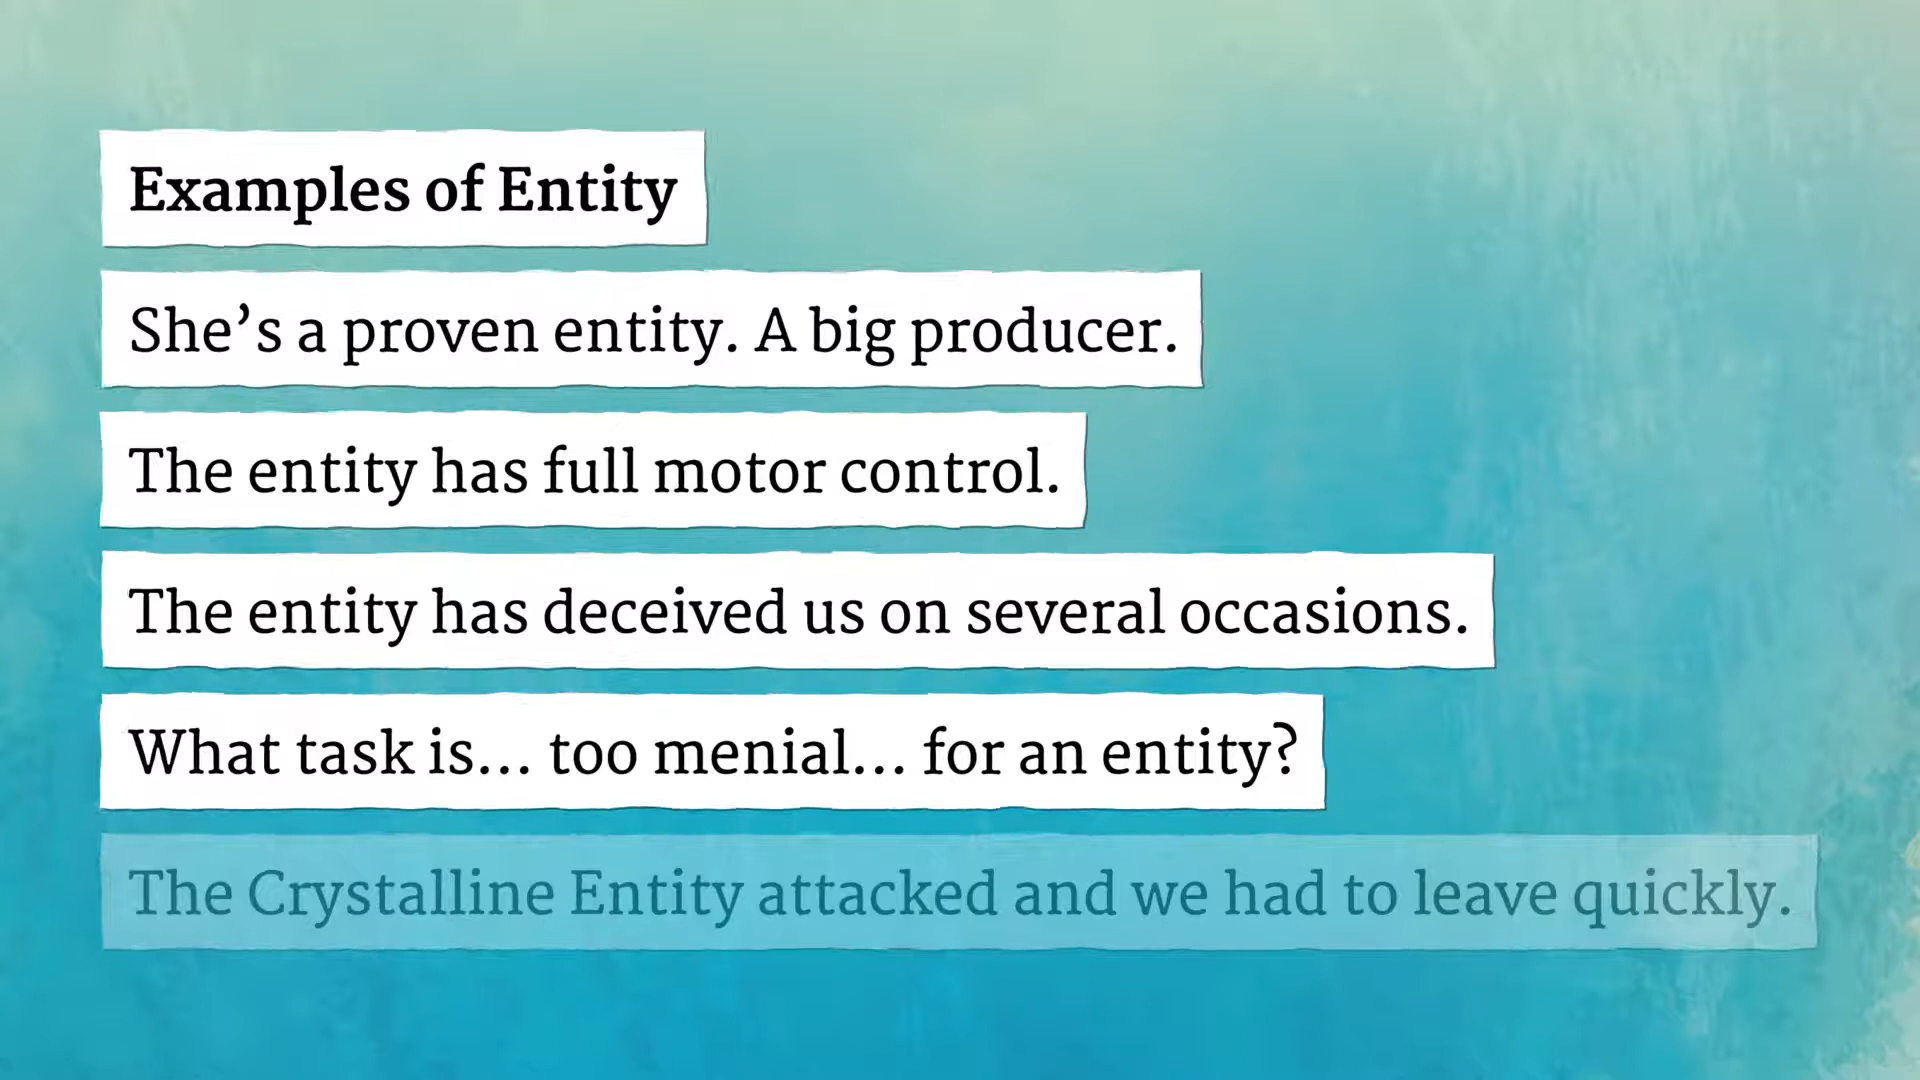 Examples of Entity
She’s a proven entity. A big producer.
The entity has full motor control.
The entity has deceived us on several occasions.
What task is... too menial... for an entity?
The Crystalline Entity attacked and we had to leave quickly.